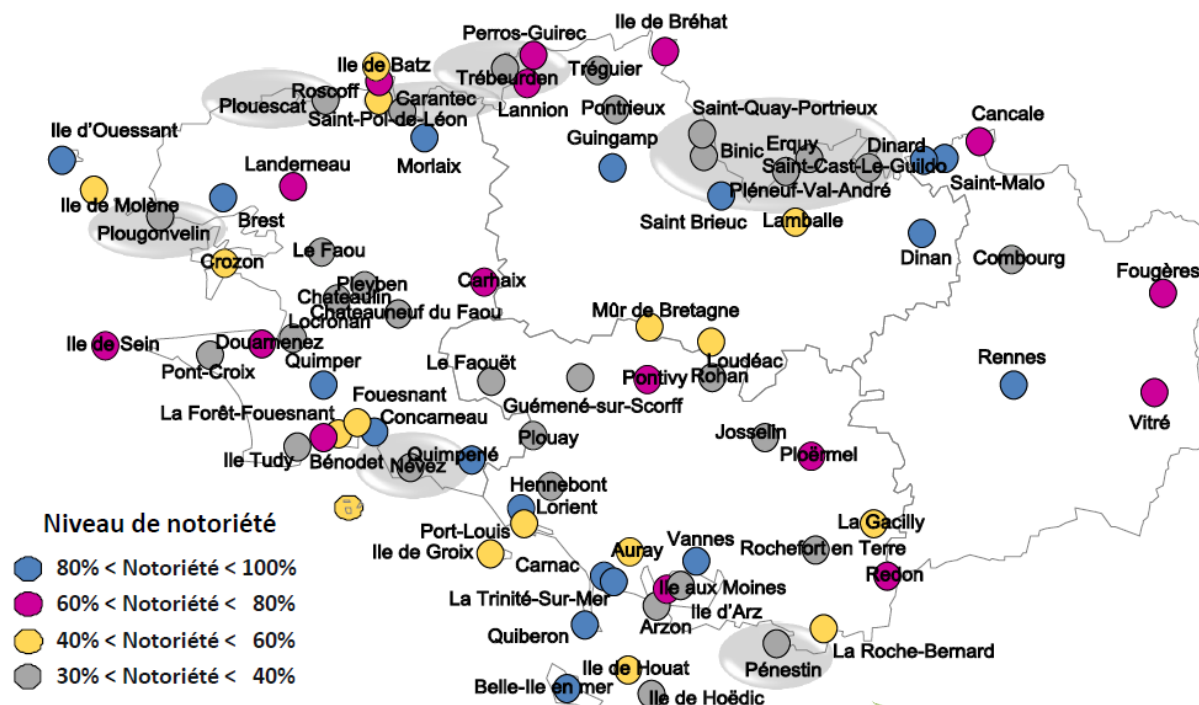 Ile de Bréhat
Perros-Guirec
Ile de Batz
Trébeurden
Tréguier
Roscoff
Plouescat
Carantec
Lannion
Pontrieux
Saint-Quay-Portrieux
Cancale
Saint-Pol-de-Léon
Ile d'Ouessant
Guingamp
Erquy
Dinard
Morlaix
Binic
Saint-Cast-Le-Guildo
Landerneau
Saint-Malo
Pléneuf-Val-André
Ile de Molène
Brest
Saint Brieuc
Lamballe
Plougonvelin
Le Faou
Dinan
Combourg
Crozon
Fougères
Pleyben
Carhaix
Chateaulin
Chateauneuf du Faou
Mûr de Bretagne
Locronan
Ile de Sein
Douarnenez
Quimper
Le Faouët
Loudéac
Rennes
Pont-Croix
Pontivy
Rohan
Fouesnant
Guémené-sur-Scorff
La Forêt-Fouesnant
Concarneau
Vitré
Plouay
Josselin
Ile Tudy
Bénodet
Névez
Quimperlé
Ploërmel
Hennebont
Lorient
Niveau de notoriété
Port-Louis
La Gacilly
Ile de Groix
Auray
Vannes
Rochefort en Terre
80% < Notoriété < 100%
Carnac
Redon
Ile aux Moines
60% < Notoriété < 80%
La Trinité-Sur-Mer
Ile d'Arz
Arzon
Quiberon
40% < Notoriété < 60%
La Roche-Bernard
Ile de Houat
Pénestin
30% < Notoriété < 40%
Belle-Ile en mer
Ile de Hoëdic